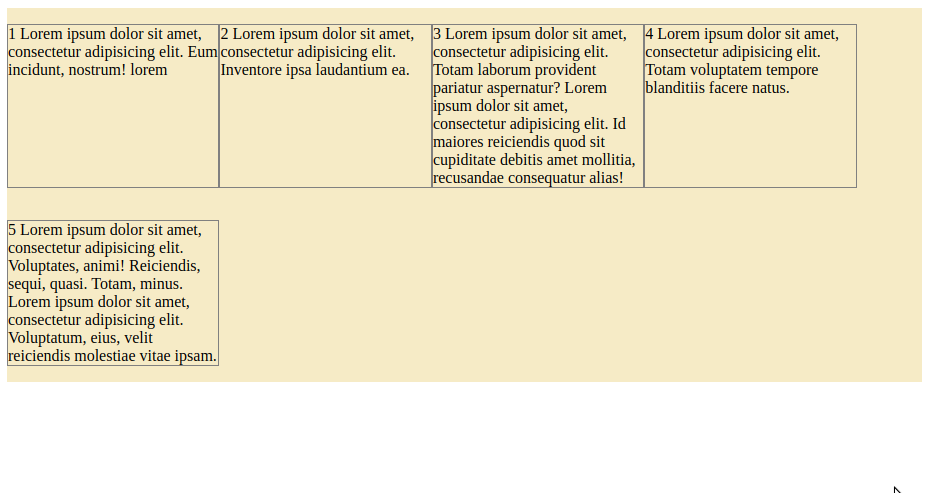 1 Lorem ipsum dolor sit amet,
consectetur adipisicing elit. Eum
incidunt, nostrum! lorem
2 Lorem ipsum dolor sit amet,
consectetur adipisicing elit.
Inventore ipsa laudantium ea.
3 Lorem ipsum dolor sit amet,
consectetur adipisicing elit.
Totam laborum provident
pariatur aspernatur? Lorem
ipsum dolor sit amet,
consectetur adipisicing elit. Id
maiores reiciendis quod sit
cupiditate debitis amet mollitia,
recusandae consequatur alias!
4 Lorem ipsum dolor sit amet,
consectetur adipisicing elit.
Totam voluptatem tempore
blanditiis facere natus.
5 Lorem ipsum dolor sit amet,
consectetur adipisicing elit.
Voluptates, animi! Reiciendis,
sequi, quasi. Totam, minus.
Lorem ipsum dolor sit amet,
consectetur adipisicing elit.
Voluptatum, eius, velit
reiciendis molestiae vitae ipsam.